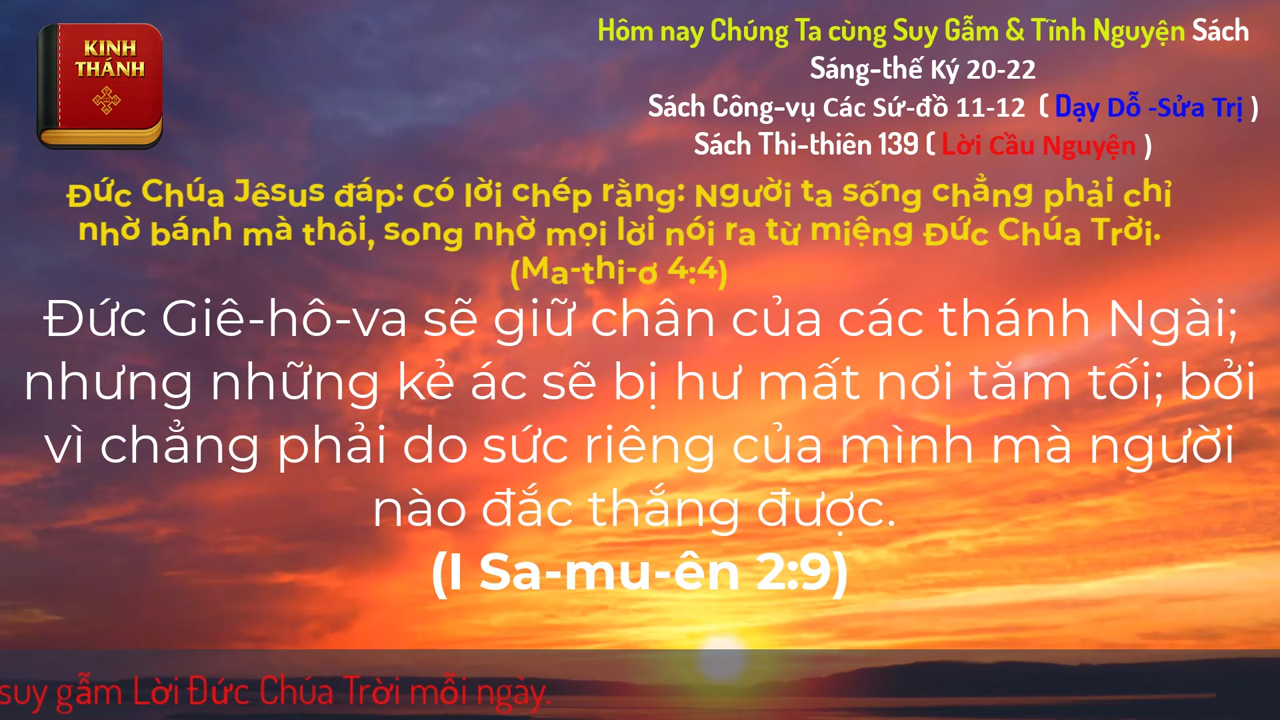 KINH
THÁNH
Hôm nay Chúng Ta cùng Suy Gẫm & Tĩnh Nguyện Sách
Sáng-thế Ký 20-22
Sách Công-vụ Các Sứ-đồ 11-12 ( Dạy Dỗ -Sửa Trị )
Sách Thi-thiên 139 ( Lời Cầu Nguyện )
Đức Chúa Jêsus đáp: Có lời chép rằng: Người ta sống chẳng phải chỉ
nhờ bánh mà thôi, song nhờ mọi lời nói ra từ miệng Đức Chúa Trời.
(Ma-thi-ơ 4:4)
Đức Giê-hô-va sẽ giữ chân của các thánh Ngài;
nhưng những kẻ ác sẽ bị hư mất nơi tăm tối; bởi
vì chẳng phải do sức riêng của mình mà người
nào đắc thắng được.
(I Sa-mu-ên 2:9)
suy gẫm Lời Đức Chúa Trời mỗi ngày.